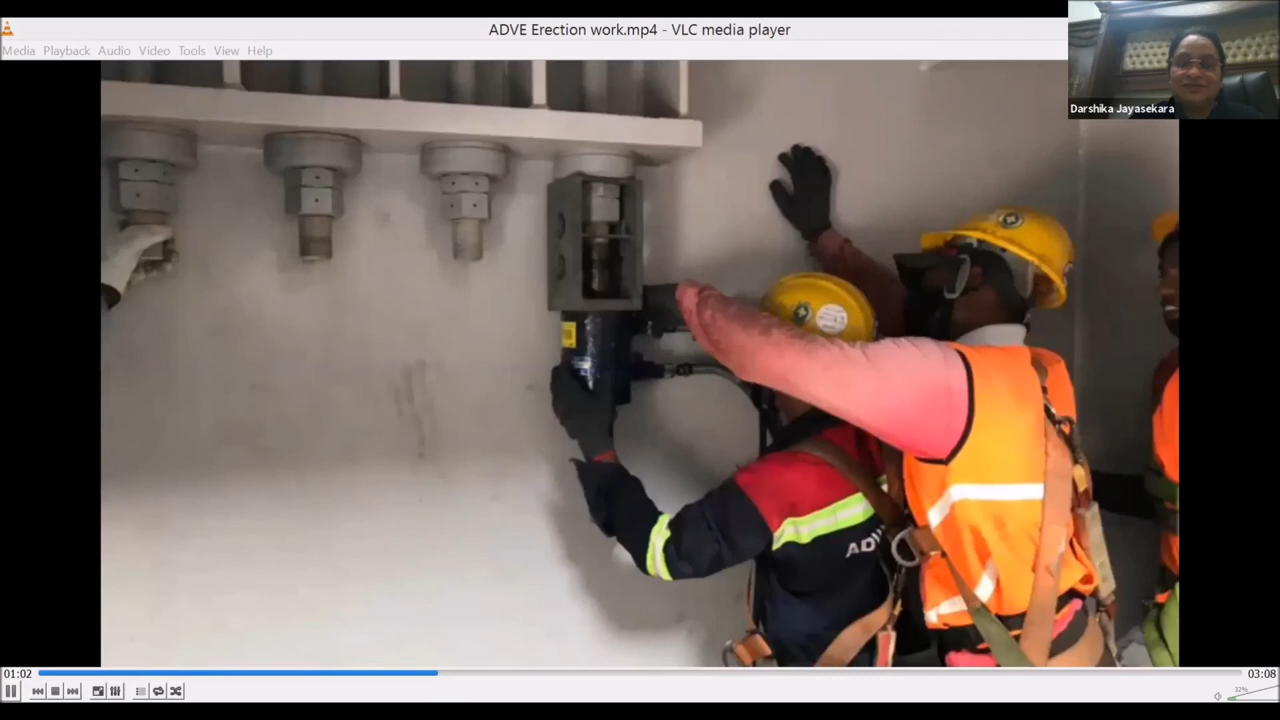 ADVE Erection work.mp4 - VLC media player
Media Playback Audio Video Tools View Help
Darshika Jayasekara
01:02
03:08
32%